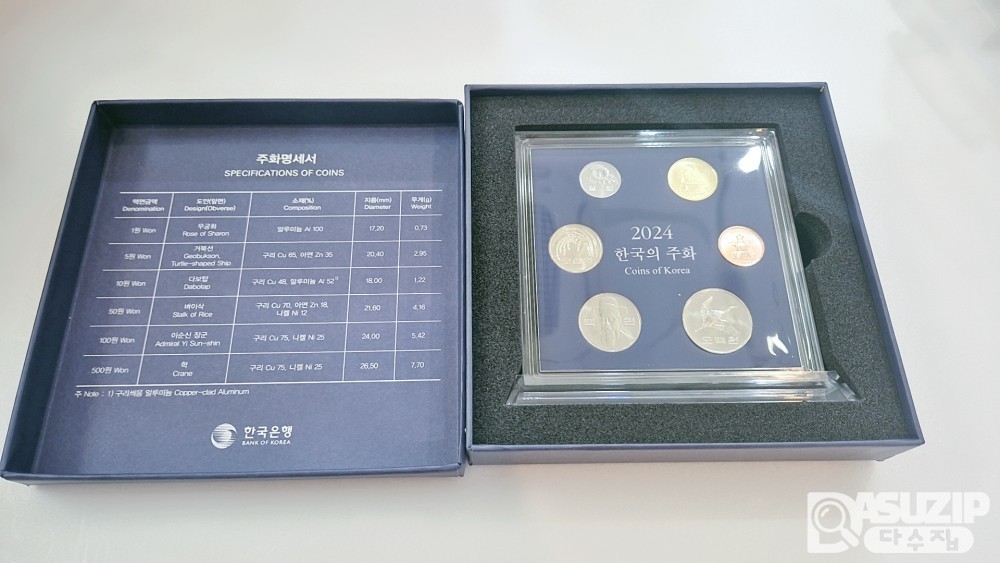 주화명세서
SPECIFICATIONS OF COINS
액면금액 도안(앞면) 소재(%) 지름(mm) 무게(g)
Denomination Design(Obverse) Composition Diameter Weight
1원 Won 무궁화 Rose of Sharon 알루미늄 Al 100 17,20 0,73
5원 Won 거북선 Geobukson, Turtle-shaped Ship 구리 Cu 65, 아연 Zn 35 20,40 2,95
10원 Won 다보탑 Dabotap 구리 Cu 48, 알루미늄 Al 52¹⁾ 18,00 1,22
50원 Won 벼이삭 Stalk of Rice 구리 Cu 70, 아연 Zn 18, 니켈 Ni 12 21,60 4,16
100원 Won 이순신 장군 Admiral Yi Sun-shin 구리 Cu 75, 니켈 Ni 25 24,00 5,42
500원 Won 학 Crane 구리 Cu 75, 니켈 Ni 25 26,50 7,70
주 Note : 1) 구리씌움 알루미늄 Copper-clad Aluminum
한국은행
BANK OF KOREA
2024
한국의 주화
Coins of Korea
백원
오백원
DASUZIP
다수집